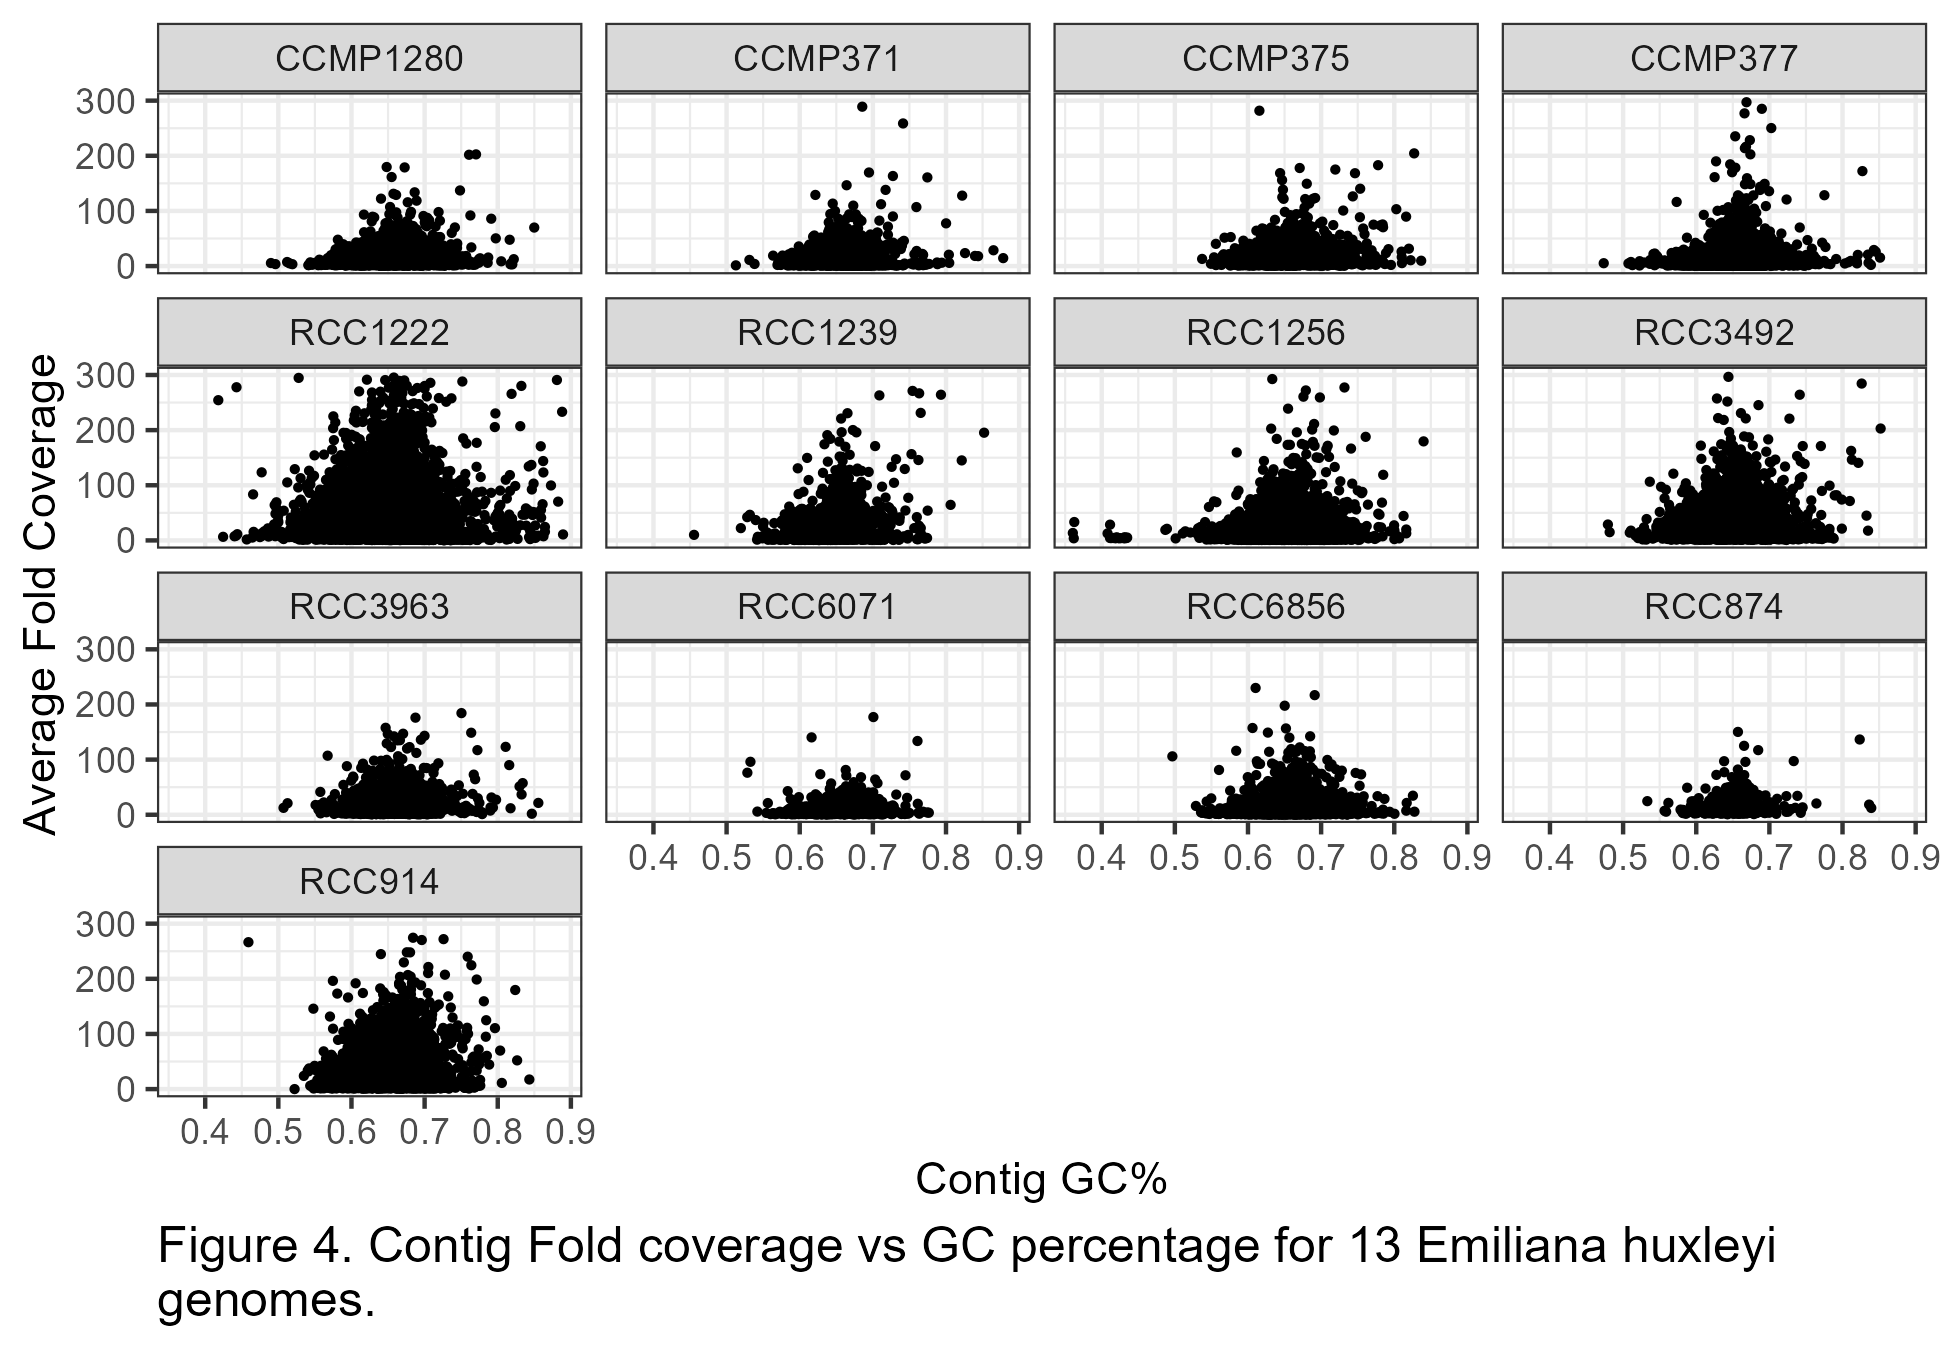 CCMP1280 CCMP371 CCMP375 CCMP377
300
200
100
0
RCC1222 RCC1239 RCC1256 RCC3492
300
200
100
0
Average Fold Coverage
RCC3963 RCC6071 RCC6856 RCC874
300
200
100
0
0.4 0.5 0.6 0.7 0.8 0.9 0.4 0.5 0.6 0.7 0.8 0.9 0.4 0.5 0.6 0.7 0.8 0.9
RCC914
300
200
100
0
0.4 0.5 0.6 0.7 0.8 0.9
Contig GC%
Figure 4. Contig Fold coverage vs GC percentage for 13 Emiliana huxleyi
genomes.